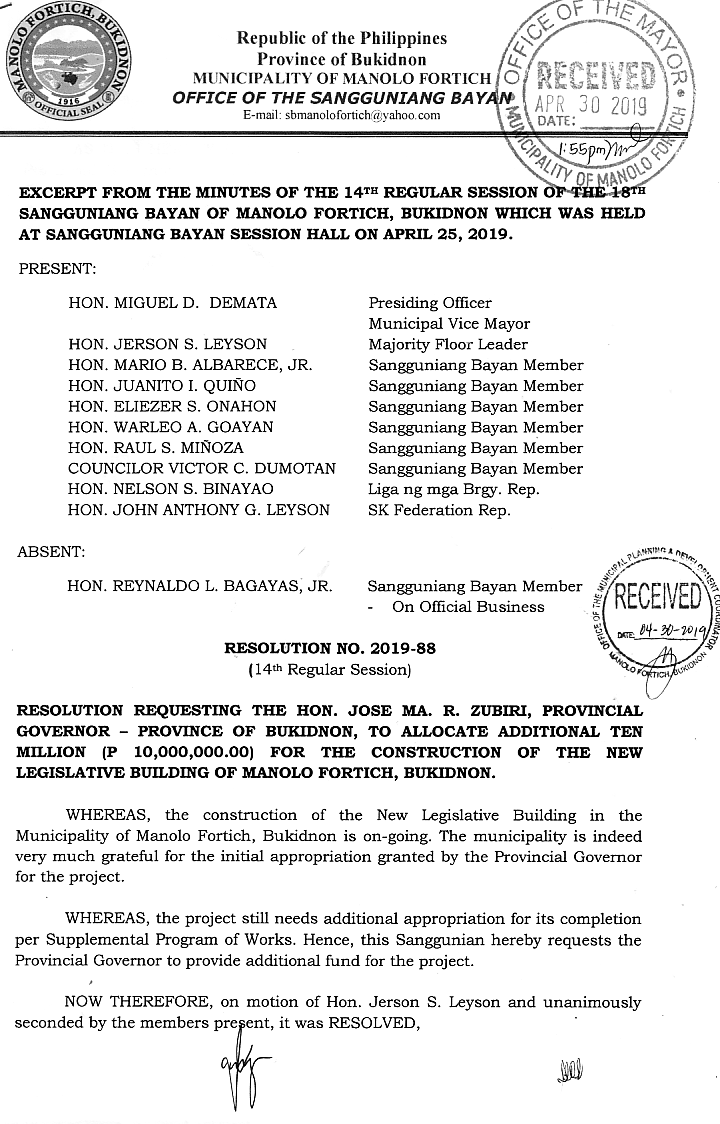 MANOLO FORTICH, BUKIDNON
1916
OFFICIAL SEAL
Republic of the Philippines
Province of Bukidnon
MUNICIPALITY OF MANOLO FORTICH
OFFICE OF THE SANGGUNIANG BAYAN
E-mail: sbmanolofortich@yahoo.com
OFFICE OF THE MAYOR
RECEIVED
APR 30 2019
DATE:
1:55pm
MUNICIPALITY OF MANOLO FORTICH
EXCERPT FROM THE MINUTES OF THE 14TH REGULAR SESSION OF THE 18TH
SANGGUNIANG BAYAN OF MANOLO FORTICH, BUKIDNON WHICH WAS HELD
AT SANGGUNIANG BAYAN SESSION HALL ON APRIL 25, 2019.
PRESENT:
HON. MIGUEL D. DEMATA Presiding Officer
Municipal Vice Mayor
HON. JERSON S. LEYSON Majority Floor Leader
HON. MARIO B. ALBARECE, JR. Sangguniang Bayan Member
HON. JUANITO I. QUIÑO Sangguniang Bayan Member
HON. ELIEZER S. ONAHON Sangguniang Bayan Member
HON. WARLEO A. GOAYAN Sangguniang Bayan Member
HON. RAUL S. MIÑOZA Sangguniang Bayan Member
COUNCILOR VICTOR C. DUMOTAN Sangguniang Bayan Member
HON. NELSON S. BINAYAO Liga ng mga Brgy. Rep.
HON. JOHN ANTHONY G. LEYSON SK Federation Rep.
ABSENT:
HON. REYNALDO L. BAGAYAS, JR. Sangguniang Bayan Member
- On Official Business
OFFICE OF THE MUNICIPAL PLANNING & DEVELOPMENT COORDINATOR
RECEIVED
DATE: 04-30-2019
MANOLO FORTICH, BUKIDNON
RESOLUTION NO. 2019-88
(14th Regular Session)
RESOLUTION REQUESTING THE HON. JOSE MA. R. ZUBIRI, PROVINCIAL
GOVERNOR – PROVINCE OF BUKIDNON, TO ALLOCATE ADDITIONAL TEN
MILLION (P 10,000,000.00) FOR THE CONSTRUCTION OF THE NEW
LEGISLATIVE BUILDING OF MANOLO FORTICH, BUKIDNON.
WHEREAS, the construction of the New Legislative Building in the
Municipality of Manolo Fortich, Bukidnon is on-going. The municipality is indeed
very much grateful for the initial appropriation granted by the Provincial Governor
for the project.
WHEREAS, the project still needs additional appropriation for its completion
per Supplemental Program of Works. Hence, this Sanggunian hereby requests the
Provincial Governor to provide additional fund for the project.
NOW THEREFORE, on motion of Hon. Jerson S. Leyson and unanimously
seconded by the members present, it was RESOLVED,